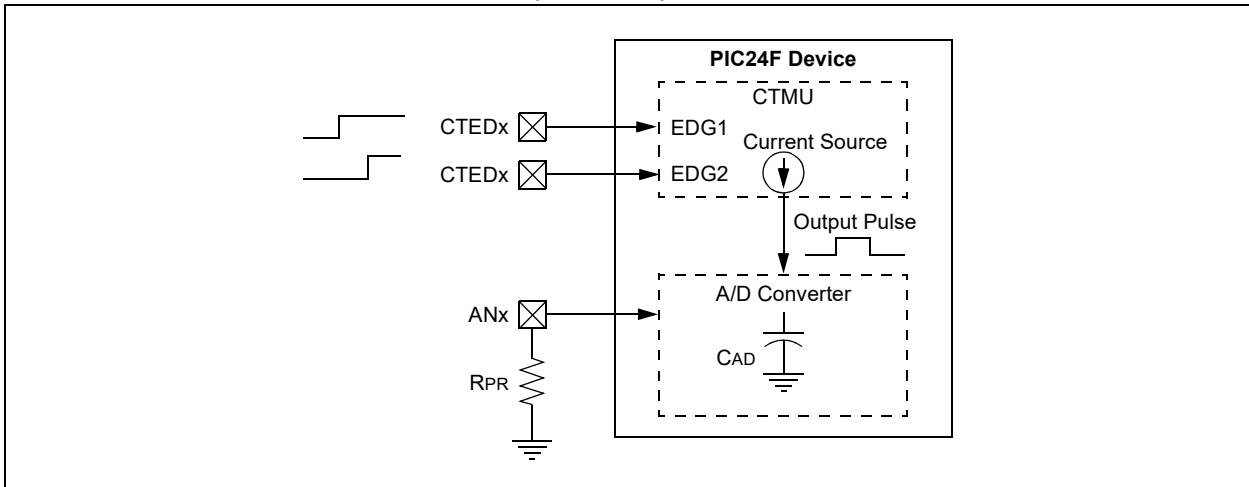 PIC24F Device
CTMU
CTEDx
EDG1
Current Source
CTEDx
EDG2
Output Pulse
A/D Converter
ANx
CAD
RPR